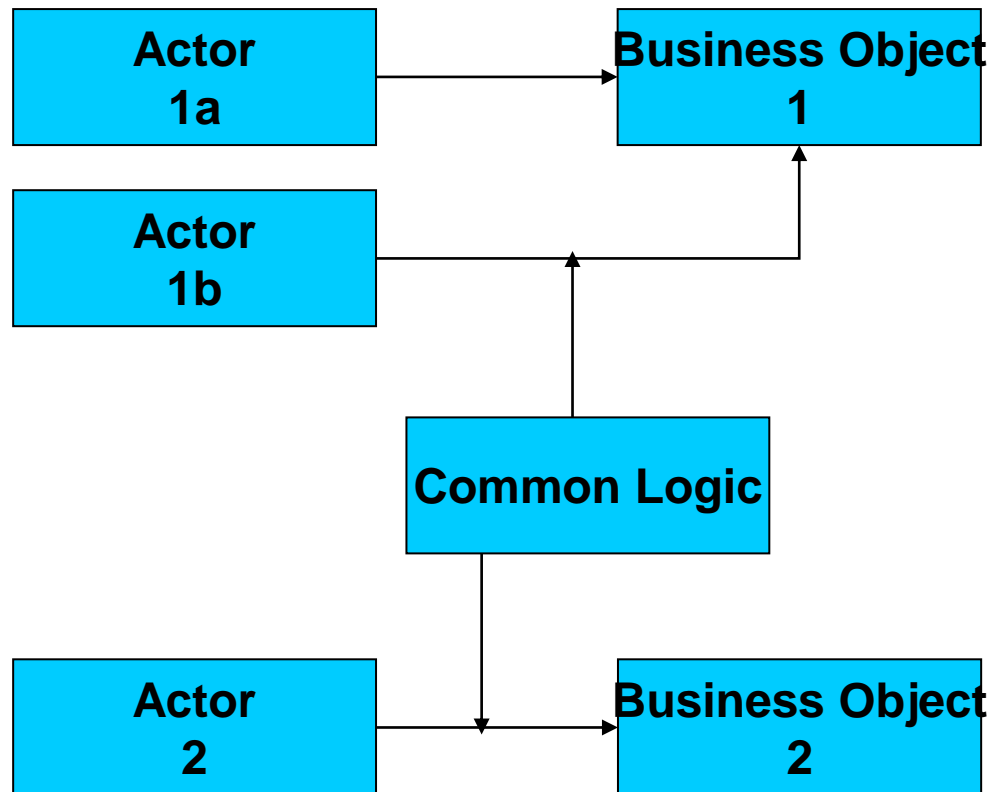 Actor
1a
Business Object
1
Actor
1b
Common Logic
Actor
2
Business Object
2